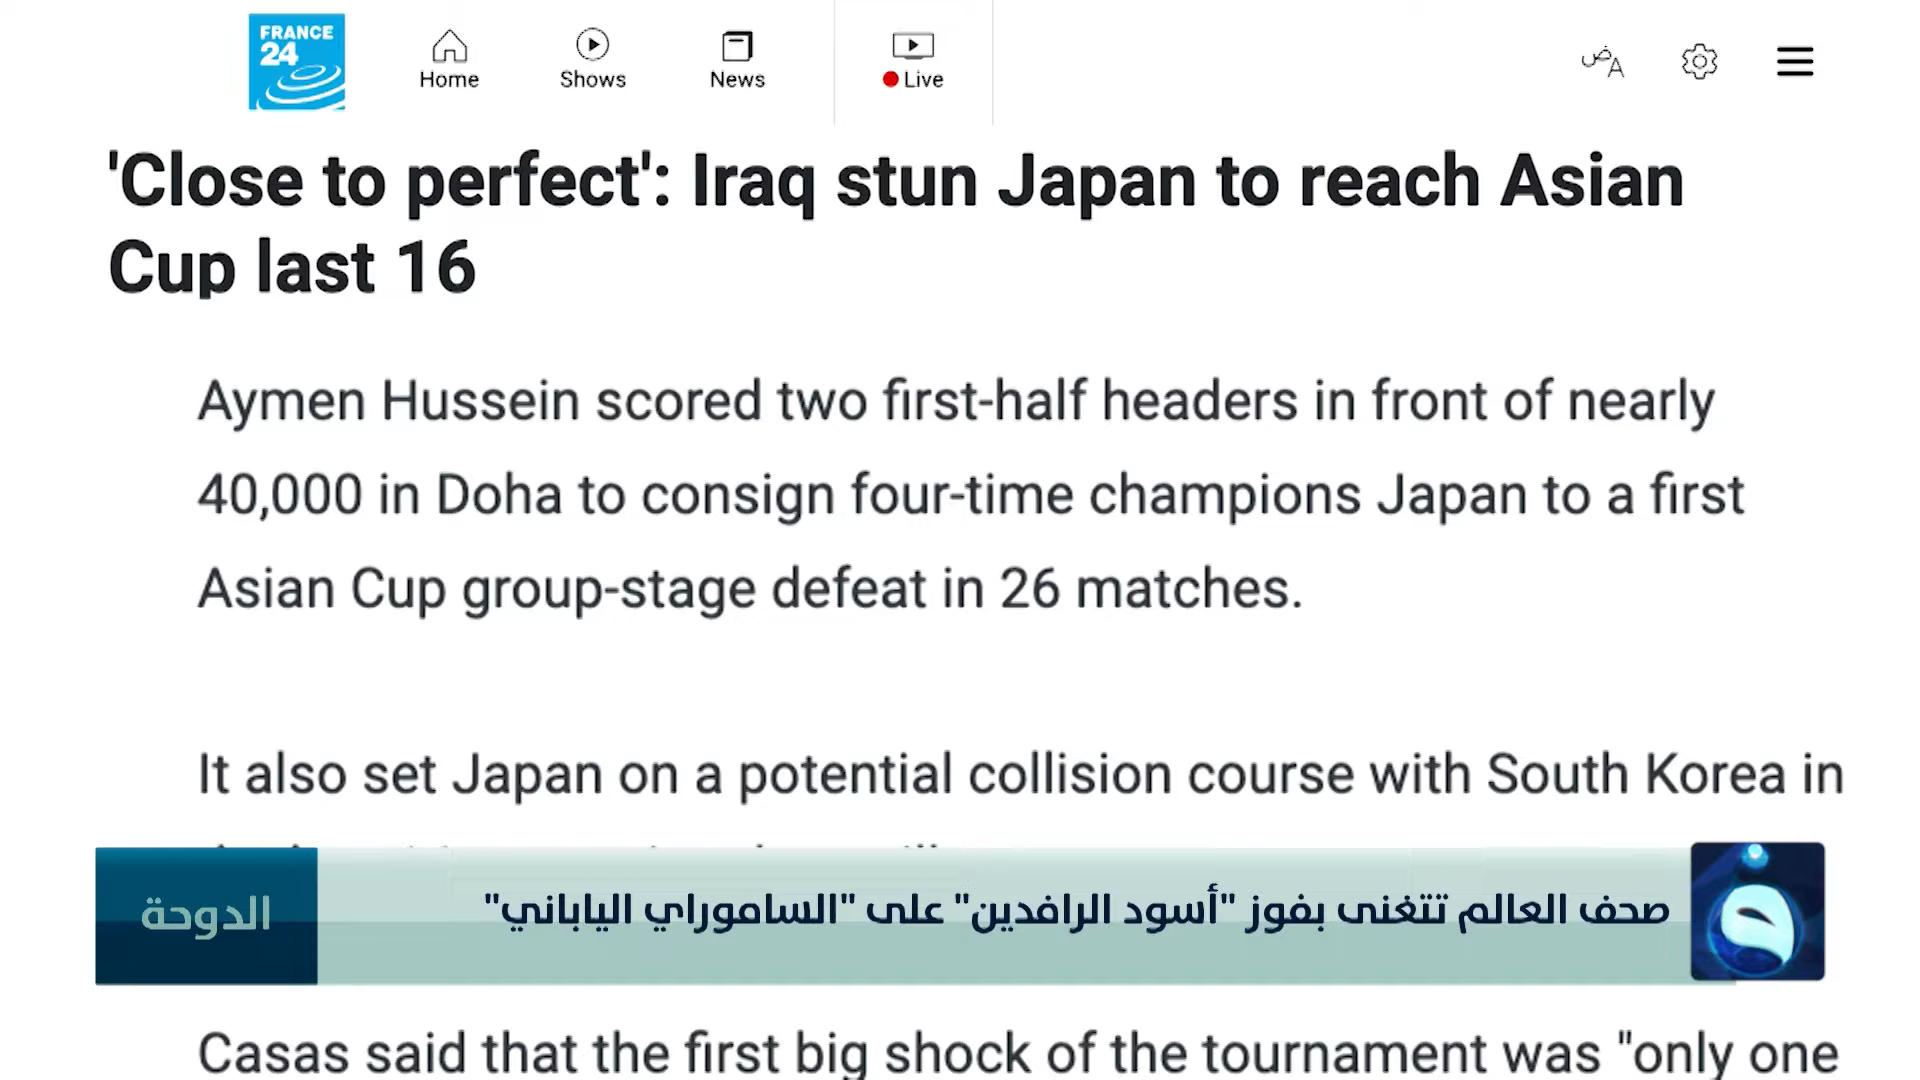 FRANCE
24
Home
Shows
News
Live
ض A
'Close to perfect': Iraq stun Japan to reach Asian
Cup last 16
Aymen Hussein scored two first-half headers in front of nearly
40,000 in Doha to consign four-time champions Japan to a first
Asian Cup group-stage defeat in 26 matches.
It also set Japan on a potential collision course with South Korea in
صحف العالم تتغنى بفوز "أسود الرافدين" على "الساموراي الياباني"
الدوحة
Casas said that the first big shock of the tournament was "only one